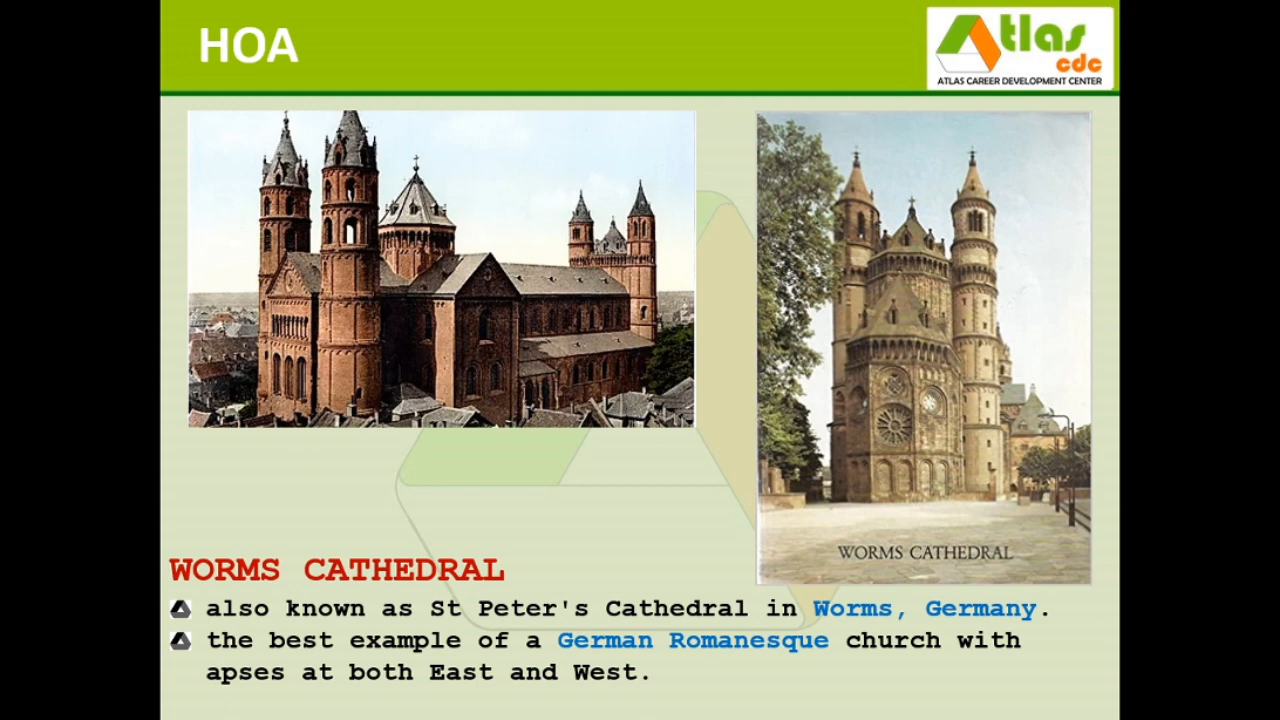 HOA
Atlas
cdc
ATLAS CAREER DEVELOPMENT CENTER
WORMS CATHEDRAL
WORMS CATHEDRAL
also known as St Peter's Cathedral in Worms, Germany.
the best example of a German Romanesque church with
apses at both East and West.